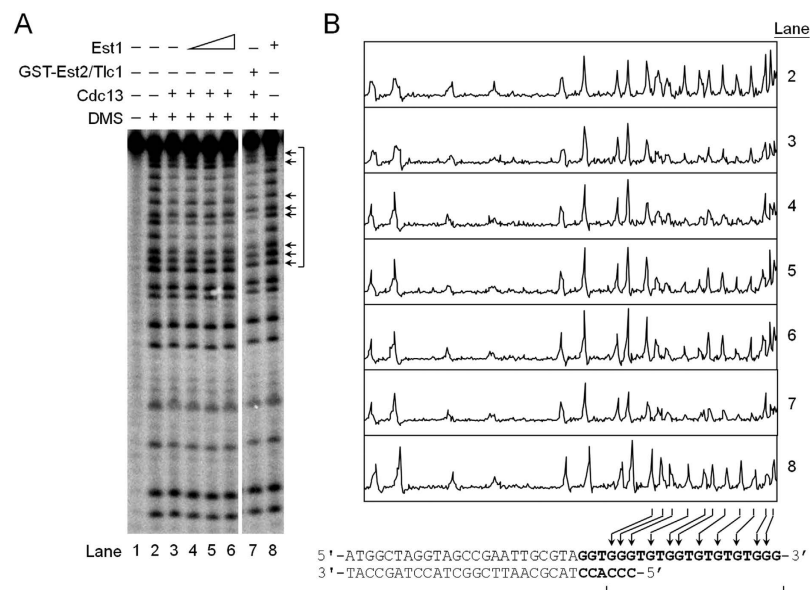 A
Est1 – – – – +
GST-Est2/Tlc1 – – – – – – + –
Cdc13 – – + + + + + –
DMS – + + + + + + +
Lane 1 2 3 4 5 6 7 8
B
Lane
2
3
4
5
6
7
8
5'-ATGGCTAGGTAGCCGAATTGCGTAGGTGGGTGTGGTGTGTGTGGG-3'
3'-TACCGATCCATCGGCTTAACGCATCCACCC-5'